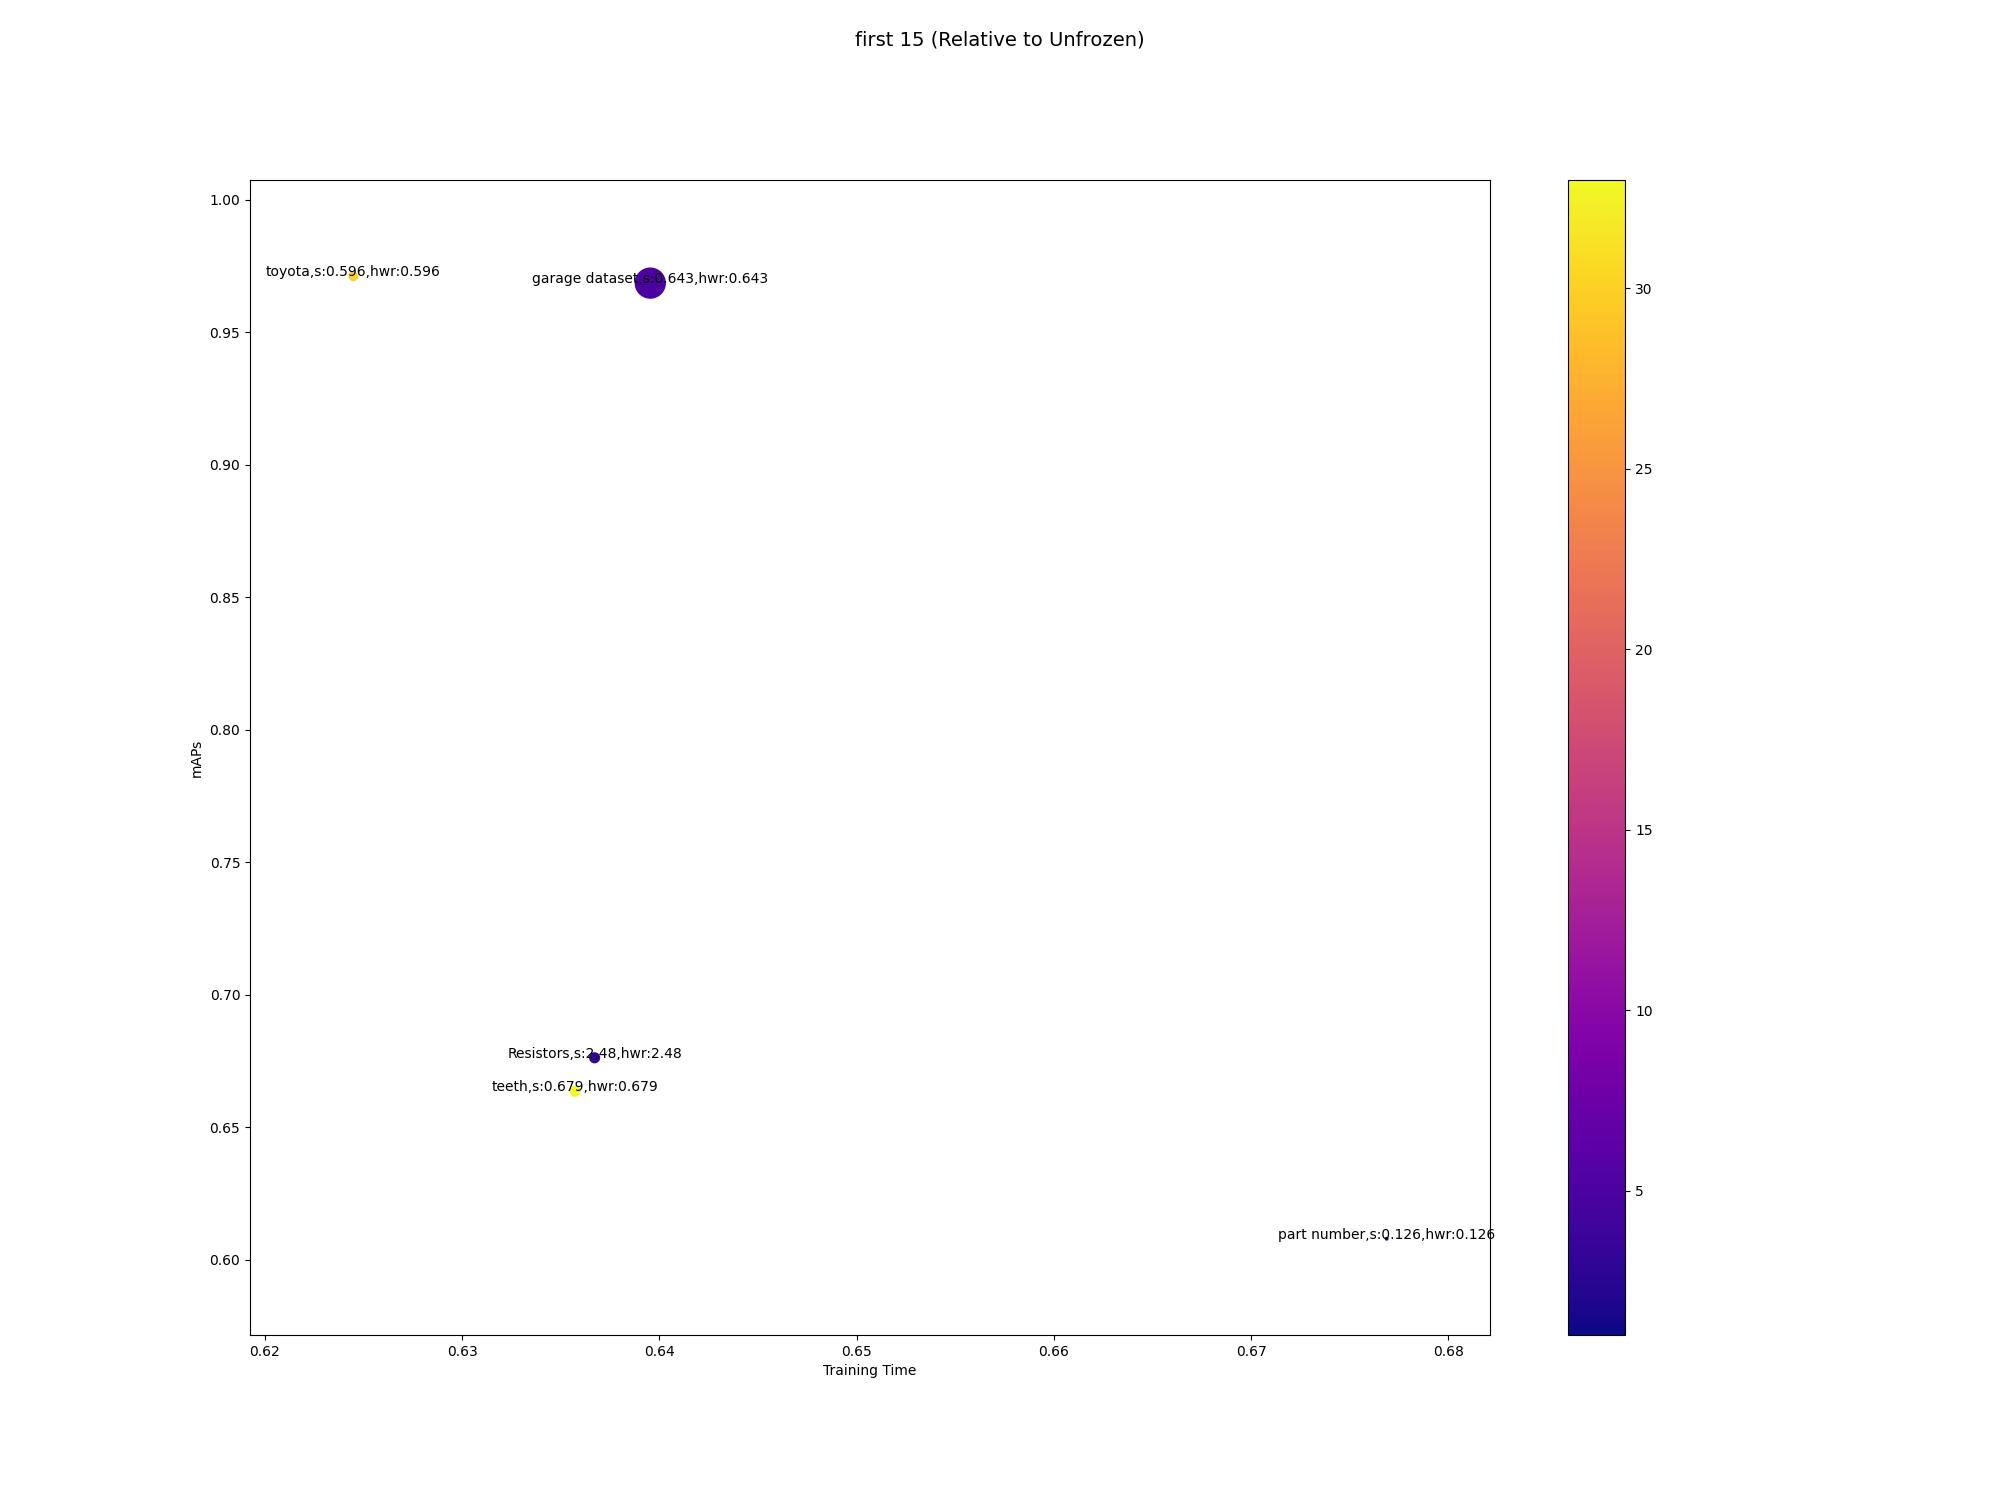 first 15 (Relative to Unfrozen)
1.00
0.95
0.90
0.85
0.80
0.75
0.70
0.65
0.60
mAPs
toyota,s:0.596,hwr:0.596
garage dataset,s:0.643,hwr:0.643
Resistors,s:2.48,hwr:2.48
teeth,s:0.679,hwr:0.679
part number,s:0.126,hwr:0.126
0.62 0.63 0.64 0.65 0.66 0.67 0.68
Training Time
30
25
20
15
10
5